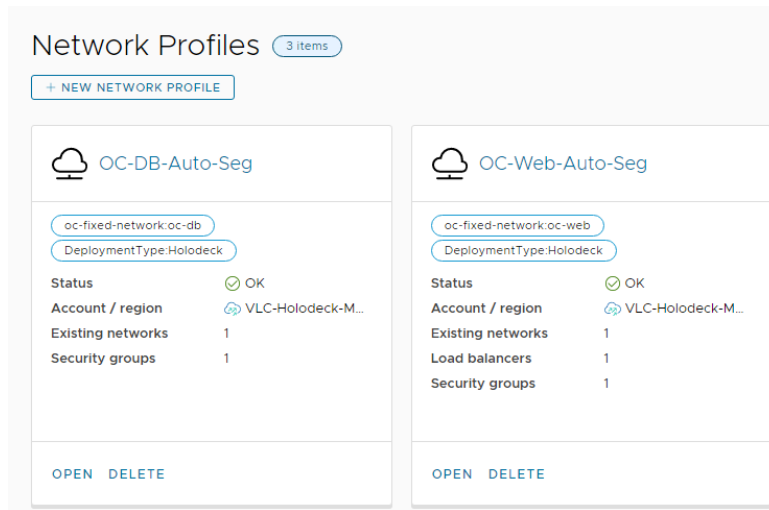 Network Profiles 3 items
+ NEW NETWORK PROFILE
OC-DB-Auto-Seg
oc-fixed-network:oc-db
DeploymentType:Holodeck
Status OK
Account / region VLC-Holodeck-M...
Existing networks 1
Security groups 1
OPEN DELETE
OC-Web-Auto-Seg
oc-fixed-network:oc-web
DeploymentType:Holodeck
Status OK
Account / region VLC-Holodeck-M...
Existing networks 1
Load balancers 1
Security groups 1
OPEN DELETE